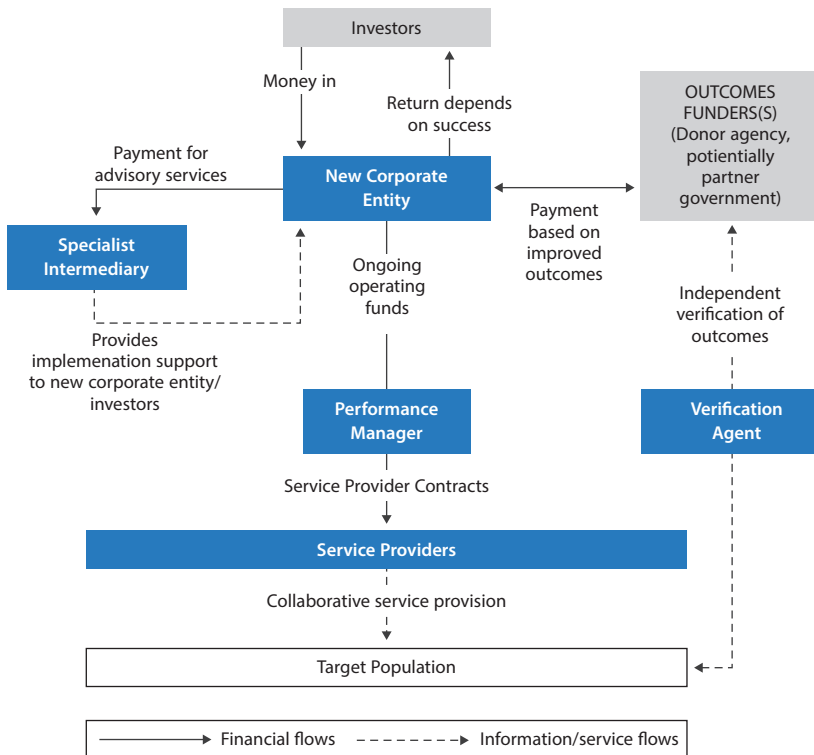 Investors
Money in
Return depends
on success
OUTCOMES
FUNDERS(S)
(Donor agency,
potientially
partner
government)
Payment for
advisory services
New Corporate
Entity
Payment
based on
improved
outcomes
Specialist
Intermediary
Ongoing
operating
funds
Independent
verification of
outcomes
Provides
implemenation support
to new corporate entity/
investors
Performance
Manager
Verification
Agent
Service Provider Contracts
Service Providers
Collaborative service provision
Target Population
Financial flows
Information/service flows